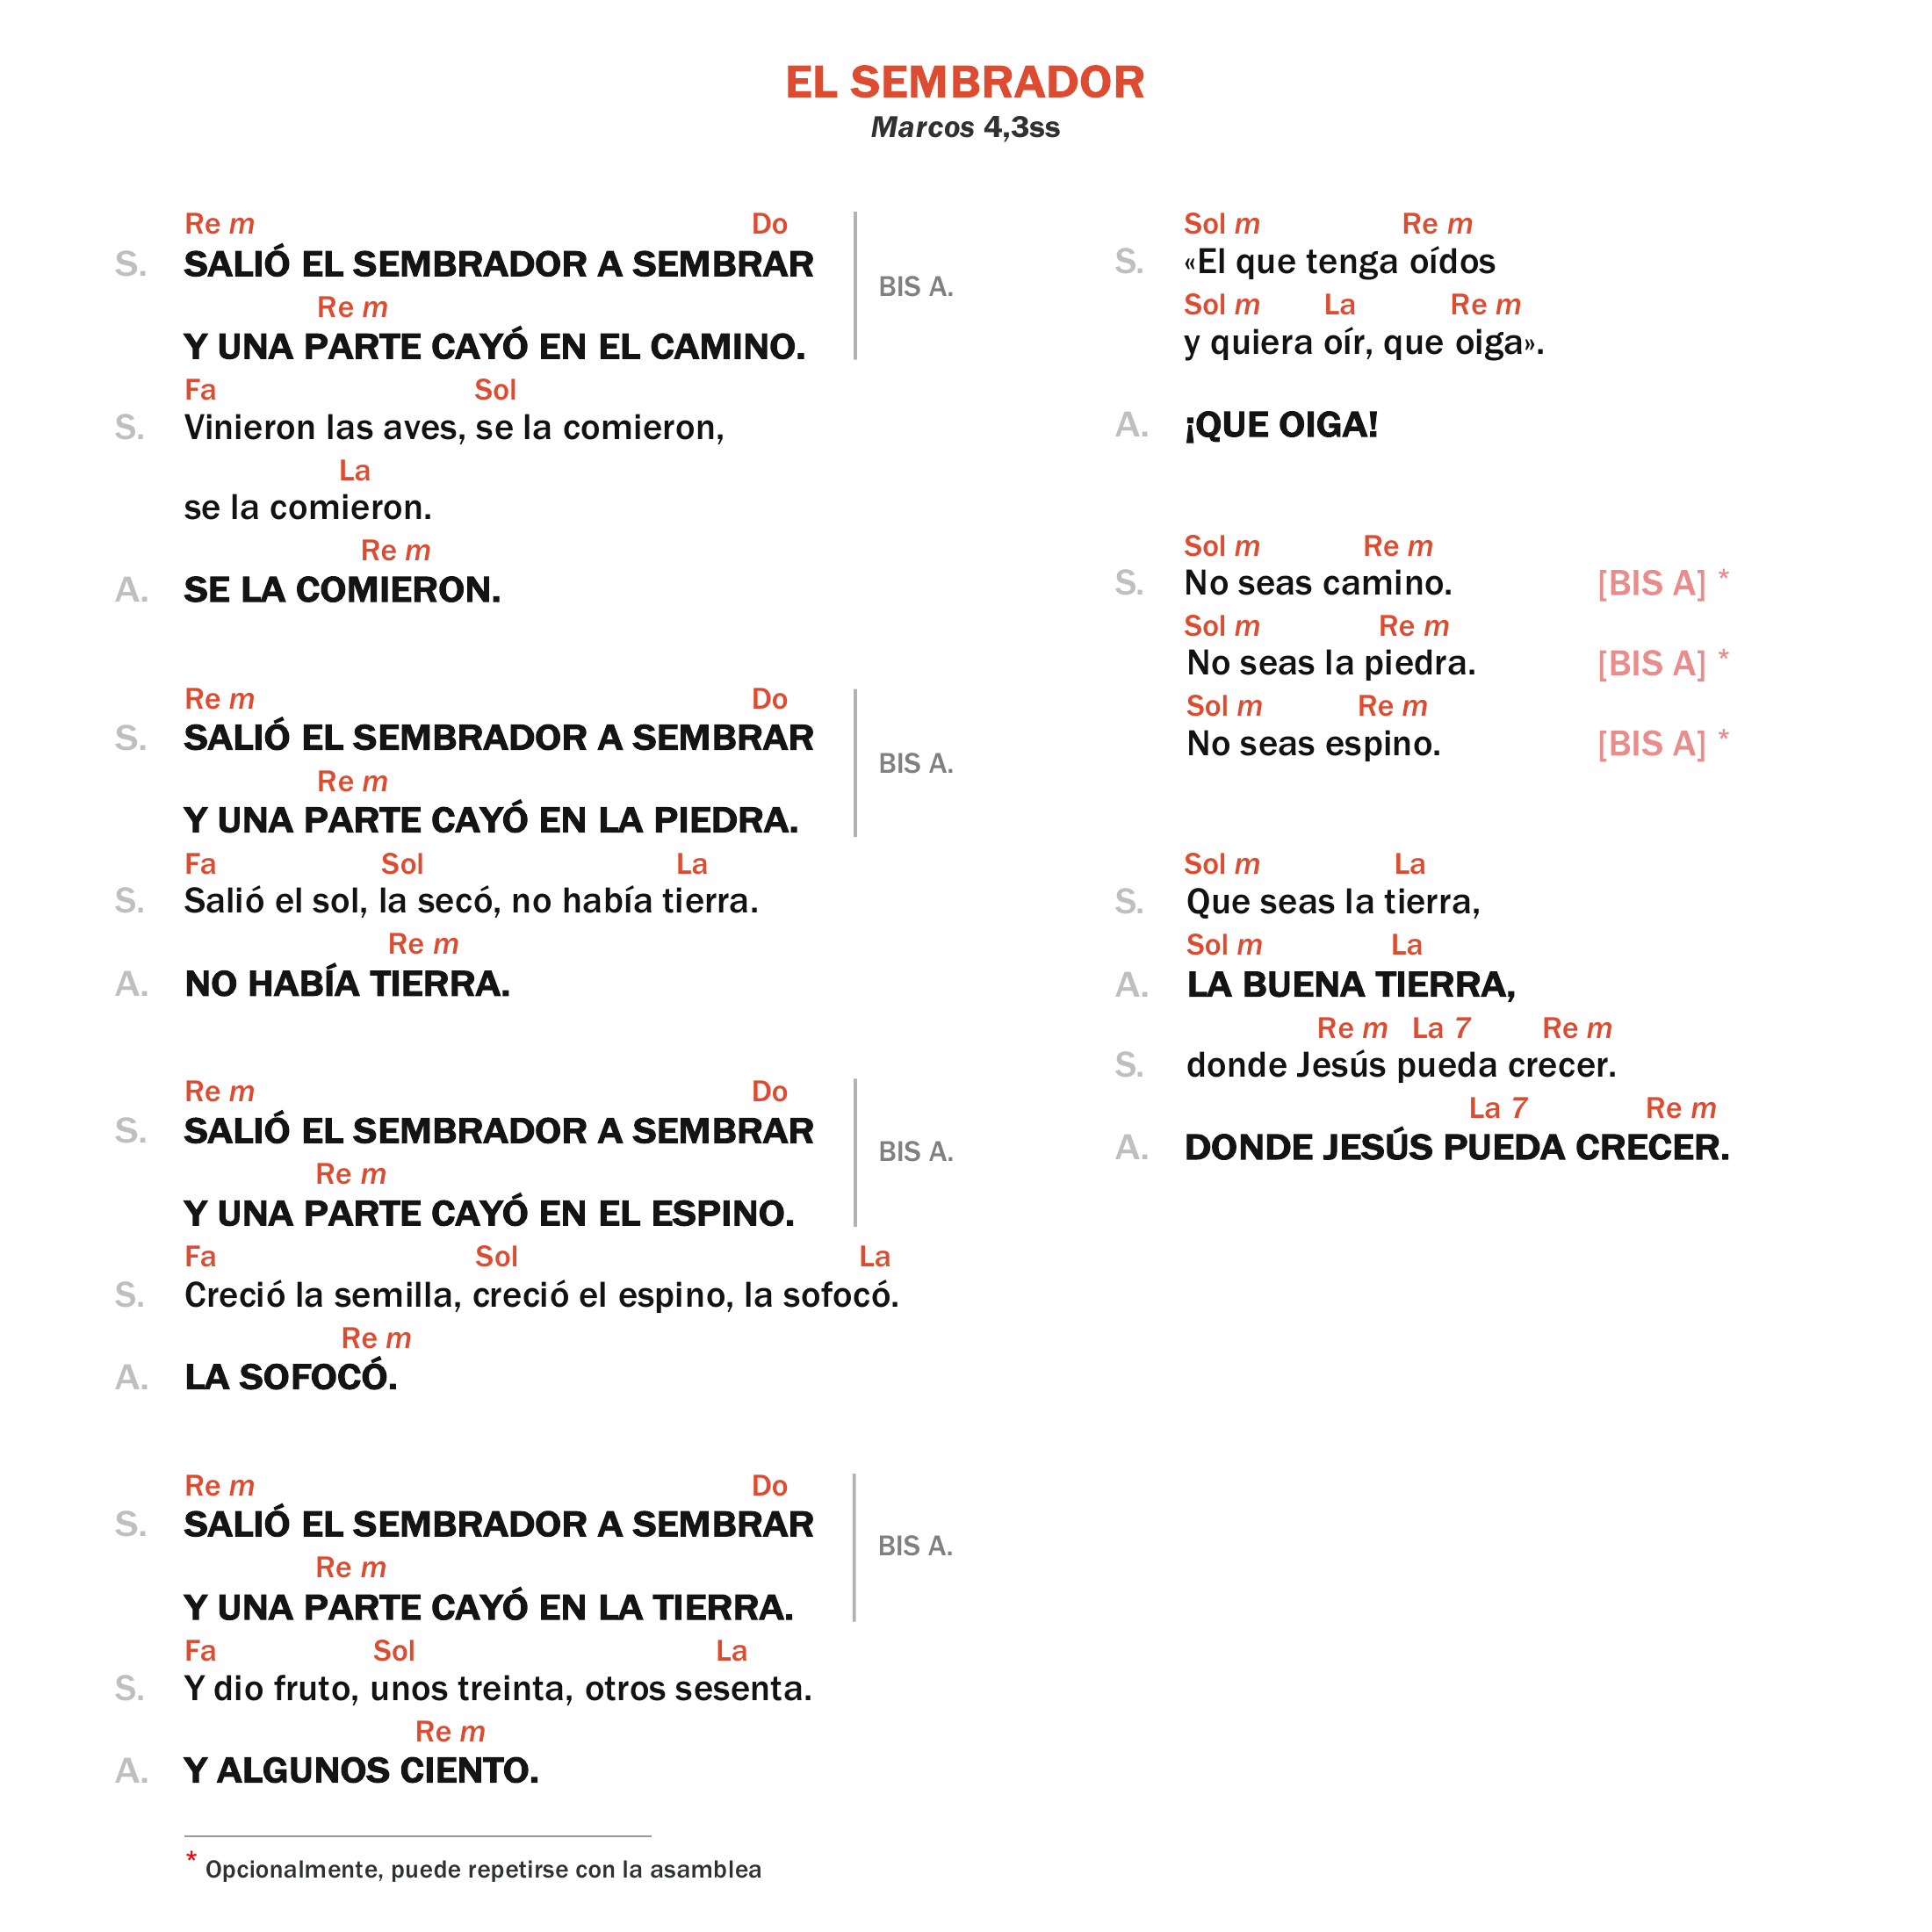 EL SEMBRADOR
Marcos 4,3ss
Re m Do
S. SALIÓ EL SEMBRADOR A SEMBRAR
BIS A.
Re m
Y UNA PARTE CAYÓ EN EL CAMINO.
Fa Sol
S. Vinieron las aves, se la comieron,
La
se la comieron.
Re m
A. SE LA COMIERON.
Re m Do
S. SALIÓ EL SEMBRADOR A SEMBRAR
BIS A.
Re m
Y UNA PARTE CAYÓ EN LA PIEDRA.
Fa Sol La
S. Salió el sol, la secó, no había tierra.
Re m
A. NO HABÍA TIERRA.
Re m Do
S. SALIÓ EL SEMBRADOR A SEMBRAR
BIS A.
Re m
Y UNA PARTE CAYÓ EN EL ESPINO.
Fa Sol La
S. Creció la semilla, creció el espino, la sofocó.
Re m
A. LA SOFOCÓ.
Re m Do
S. SALIÓ EL SEMBRADOR A SEMBRAR
BIS A.
Re m
Y UNA PARTE CAYÓ EN LA TIERRA.
Fa Sol La
S. Y dio fruto, unos treinta, otros sesenta.
Re m
A. Y ALGUNOS CIENTO.
Sol m Re m
S. «El que tenga oídos
Sol m La Re m
y quiera oír, que oiga».
A. ¡QUE OIGA!
Sol m Re m
S. No seas camino. [BIS A] *
Sol m Re m
No seas la piedra. [BIS A] *
Sol m Re m
No seas espino. [BIS A] *
Sol m La
S. Que seas la tierra,
Sol m La
A. LA BUENA TIERRA,
Re m La 7 Re m
S. donde Jesús pueda crecer.
La 7 Re m
A. DONDE JESÚS PUEDA CRECER.
* Opcionalmente, puede repetirse con la asamblea